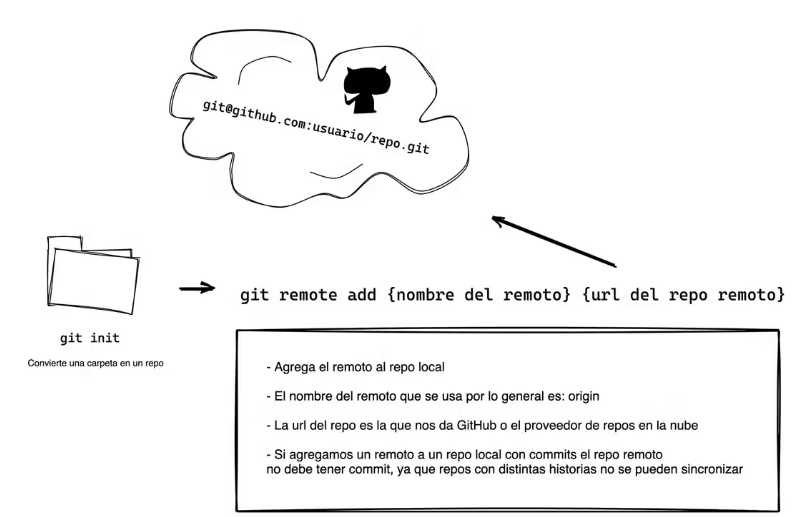 git@github.com:usuario/repo.git
git remote add {nombre del remoto} {url del repo remoto}
git init
Convierte una carpeta en un repo
- Agrega el remoto al repo local
- El nombre del remoto que se usa por lo general es: origin
- La url del repo es la que nos da GitHub o el proveedor de repos en la nube
- Si agregamos un remoto a un repo local con commits el repo remoto
no debe tener commit, ya que repos con distintas historias no se pueden sincronizar